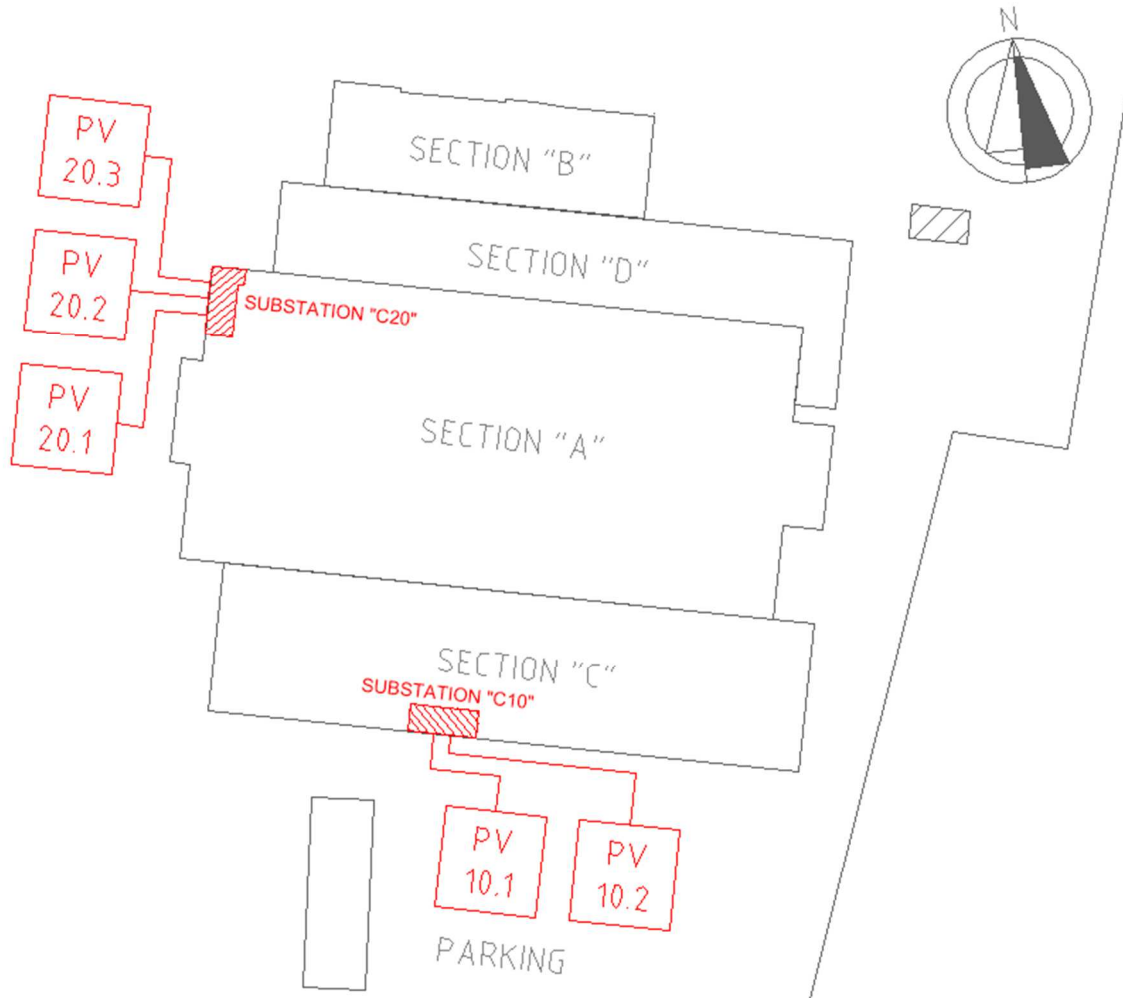 N
PV
20.3
SECTION "B"
SECTION "D"
PV
20.2
SUBSTATION "C20"
PV
20.1
SECTION "A"
SECTION "C"
SUBSTATION "C10"
PV
10.1
PV
10.2
PARKING